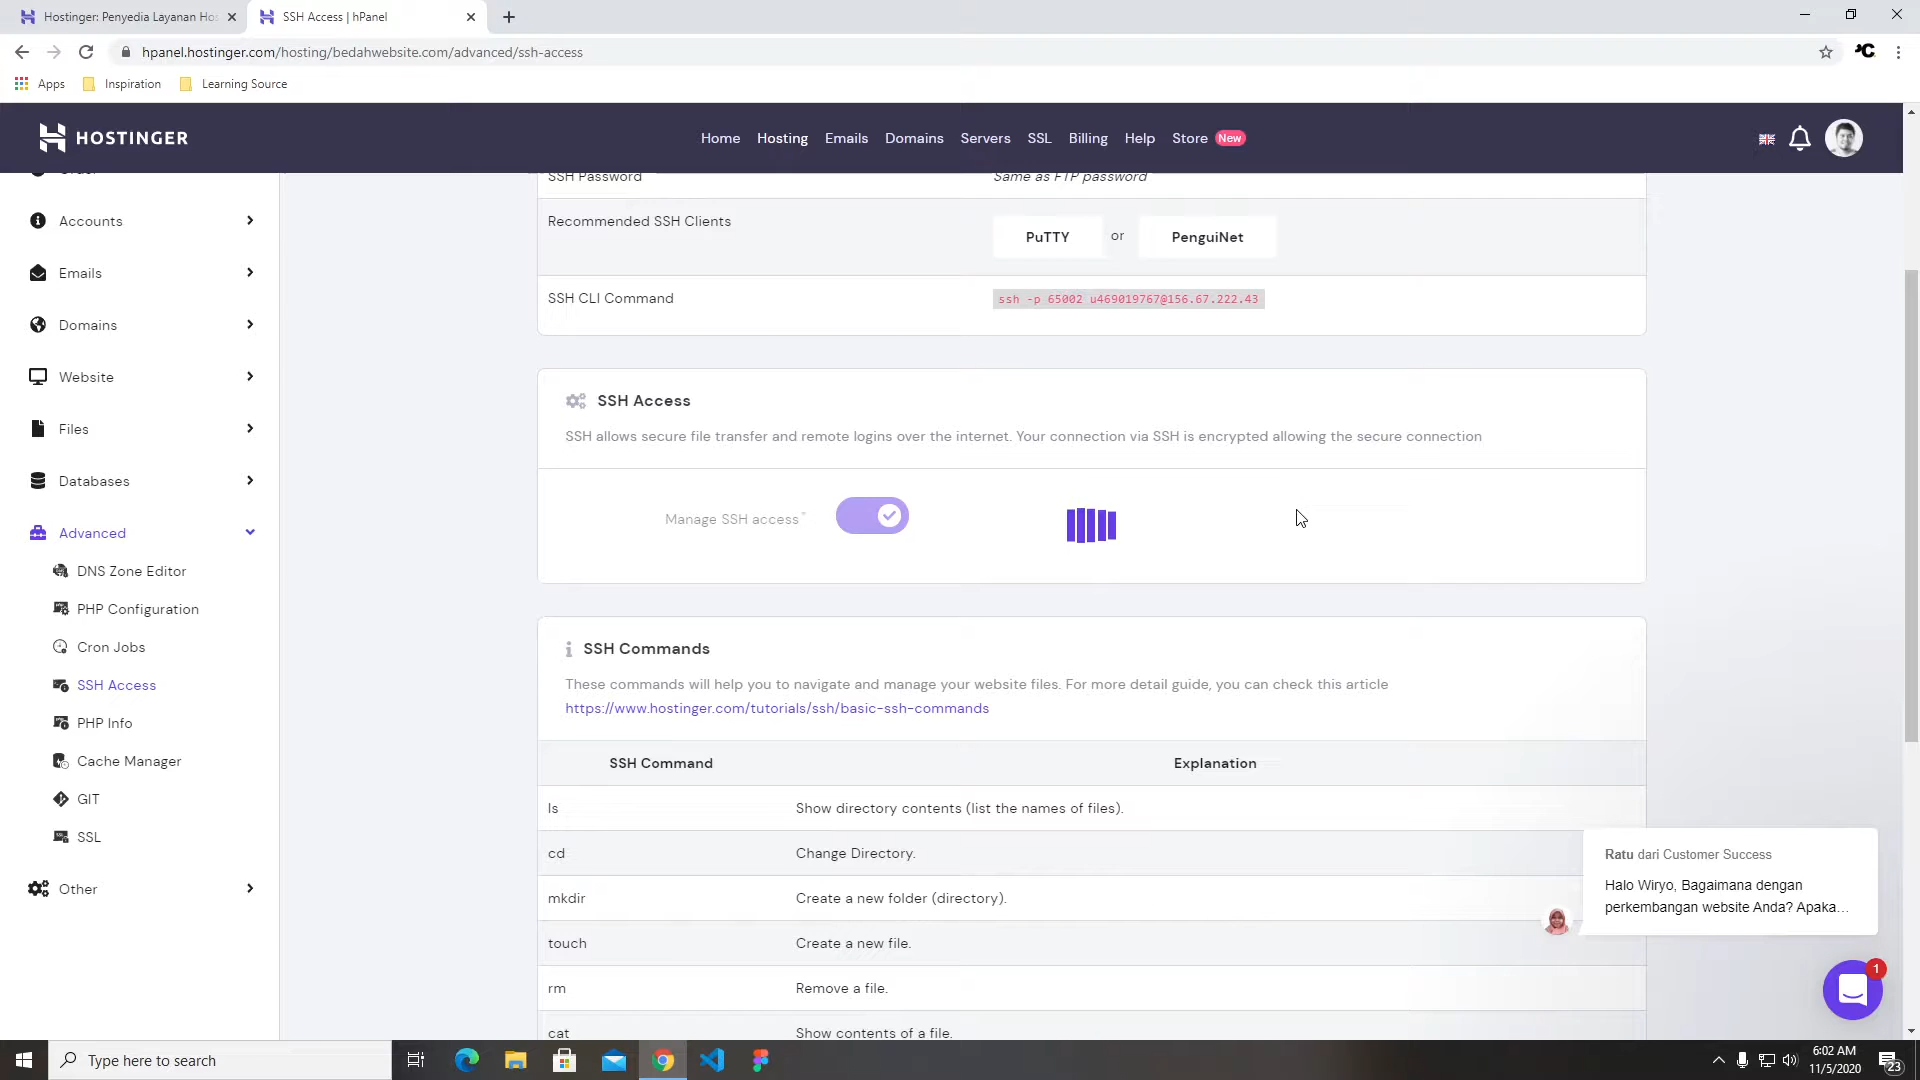 Hostinger: Penyedia Layanan Hos
SSH Access | hPanel
hpanel.hostinger.com/hosting/bedahwebsite.com/advanced/ssh-access
Apps
Inspiration
Learning Source
HOSTINGER
Home
Hosting
Emails
Domains
Servers
SSL
Billing
Help
Store
New
Order
Accounts
Emails
Domains
Website
Files
Databases
Advanced
DNS Zone Editor
PHP Configuration
Cron Jobs
SSH Access
PHP Info
Cache Manager
GIT
SSL
Other
SSH Password
Same as FTP password
Recommended SSH Clients
PuTTY or PenguiNet
SSH CLI Command
ssh -p 65002 u469019767@156.67.222.43
SSH Access
SSH allows secure file transfer and remote logins over the internet. Your connection via SSH is encrypted allowing the secure connection
Manage SSH access*
SSH Commands
These commands will help you to navigate and manage your website files. For more detail guide, you can check this article
https://www.hostinger.com/tutorials/ssh/basic-ssh-commands
SSH Command
Explanation
ls
Show directory contents (list the names of files).
cd
Change Directory.
mkdir
Create a new folder (directory).
touch
Create a new file.
rm
Remove a file.
cat
Show contents of a file.
Ratu dari Customer Success
Halo Wiryo, Bagaimana dengan
perkembangan website Anda? Apaka...
1
Type here to search
6:02 AM
11/5/2020
23